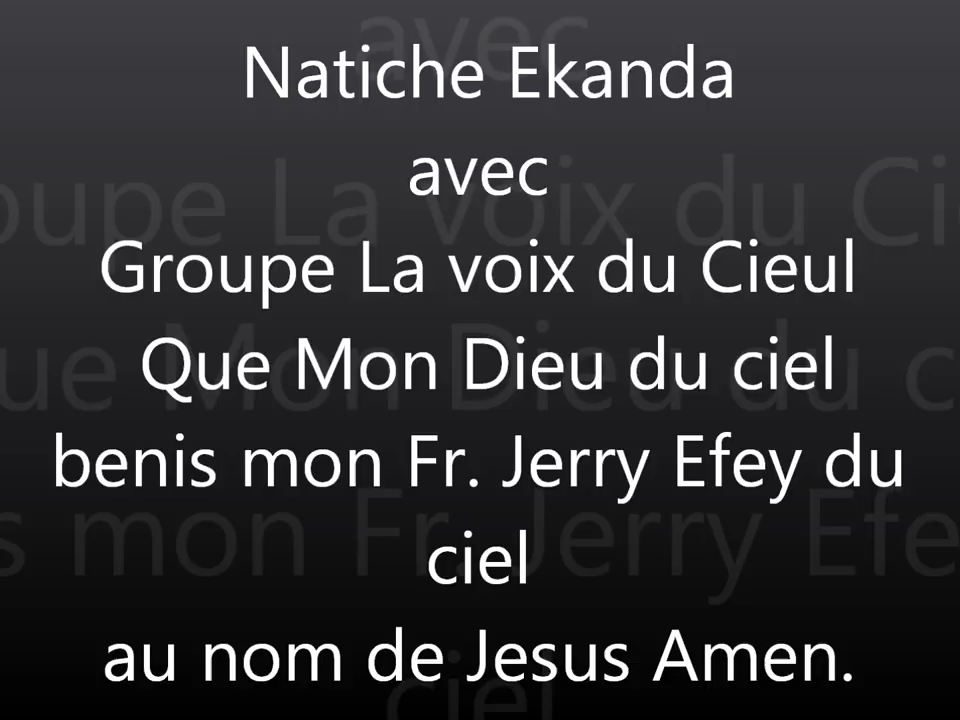 Natiche Ekanda
avec
Groupe La voix du Cieul
Que Mon Dieu du ciel
benis mon Fr. Jerry Efey du
ciel
au nom de Jesus Amen.